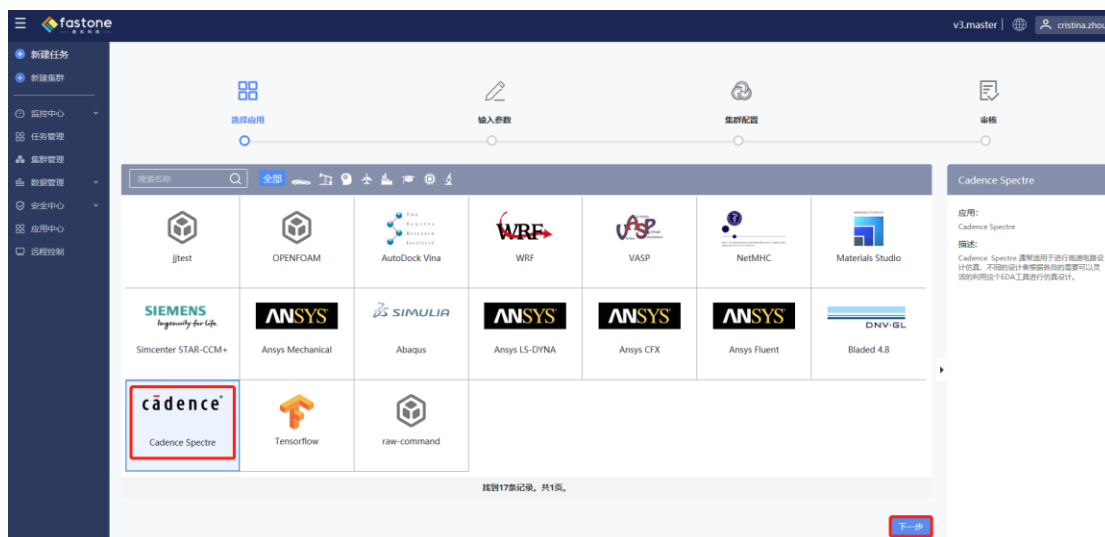 fastone
v3.master
cristina.zhou
新建任务
新建集群
监控中心
任务管理
集群管理
数据管理
安全中心
应用中心
远程控制
选择应用
输入参数
集群配置
审核
搜索名称
全部
jjtest
OPENFOAM
AutoDock Vina
WRF
WRF
VASP
VASP
NetMHC
Materials Studio
SIEMENS
Ingenuity for Life
Simcenter STAR-CCM+
ANSYS
Ansys Mechanical
SIMULIA
Abaqus
ANSYS
Ansys LS-DYNA
ANSYS
Ansys CFX
ANSYS
Ansys Fluent
DNV·GL
Bladed 4.8
cādence
Cadence Spectre
Tensorflow
raw-command
找到17条记录，共1页。
下一步
Cadence Spectre
应用:
Cadence Spectre
描述:
Cadence Spectre 通常适用于进行高速电路设
计仿真。不同的设计者根据各自的需要可以灵
活的利用这个EDA工具进行仿真设计。